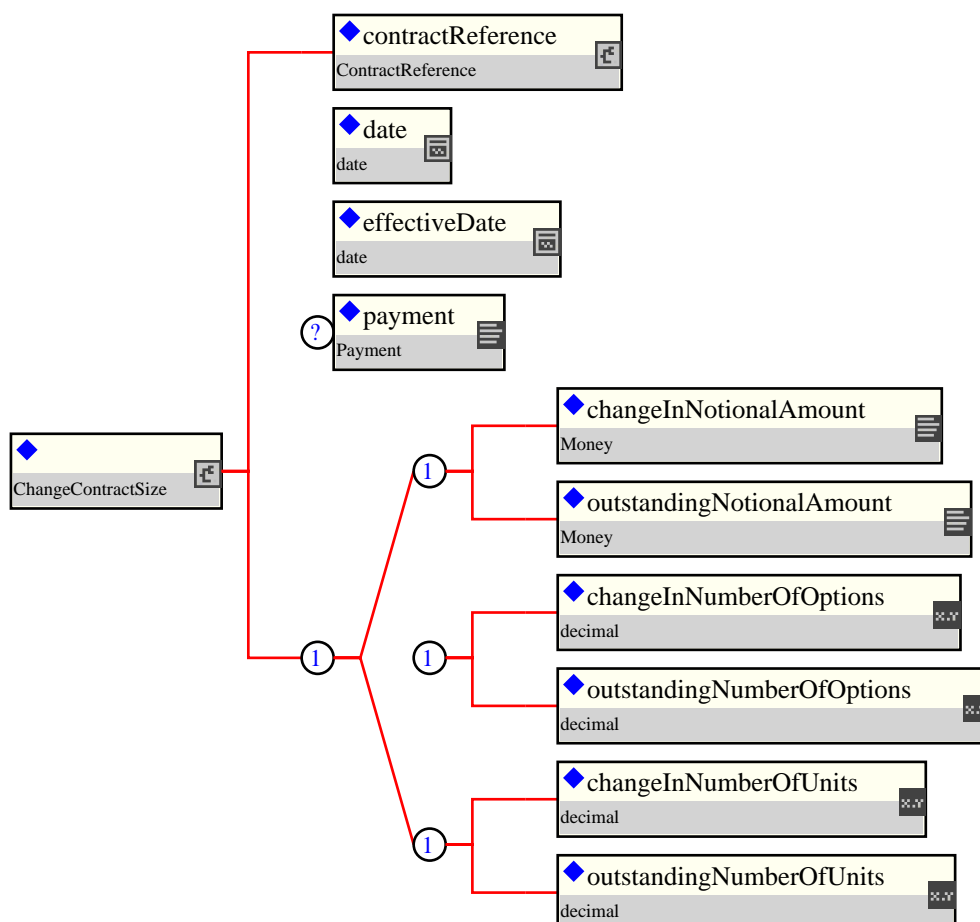 contractReference
ContractReference
date
date
effectiveDate
date
?
payment
Payment
ChangeContractSize
1
changeInNotionalAmount
Money
outstandingNotionalAmount
Money
1
1
changeInNumberOfOptions
x.Y
decimal
outstandingNumberOfOptions
decimal
1
changeInNumberOfUnits
x.Y
decimal
outstandingNumberOfUnits
x.Y
decimal